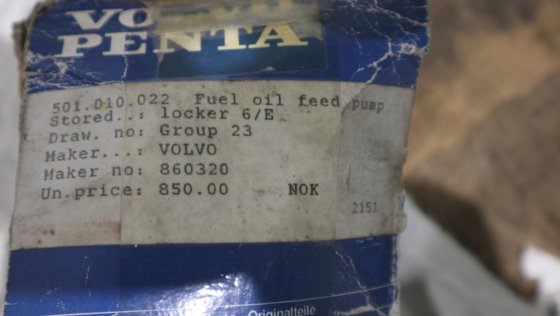 VOLVO
PENTA
501.010.022 Fuel oil feed pump
Stored..: locker 6/E
Draw. no: Group 23
Maker...: VOLVO
Maker no: 860320
Un.price: 850.00 NOK
2151
Originalteile